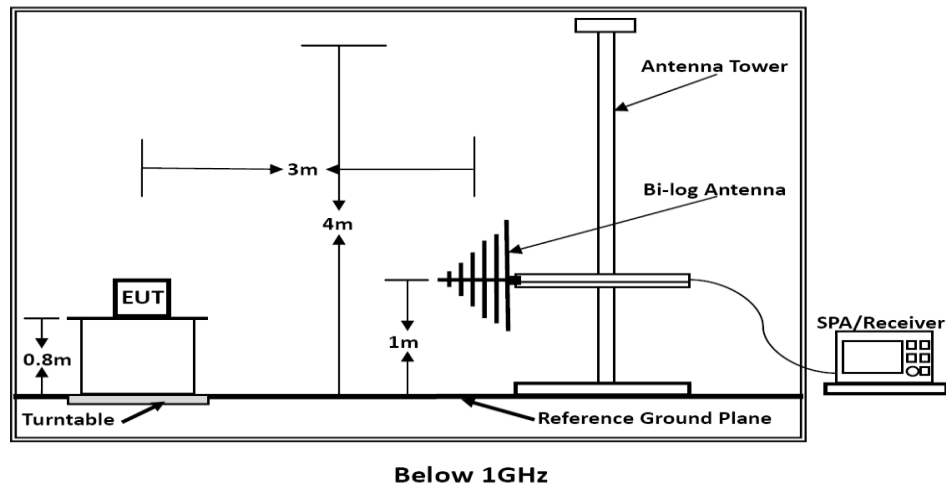 Antenna Tower
3m
Bi-log Antenna
4m
EUT
SPA/Receiver
0.8m
1m
Turntable
Reference Ground Plane
Below 1GHz